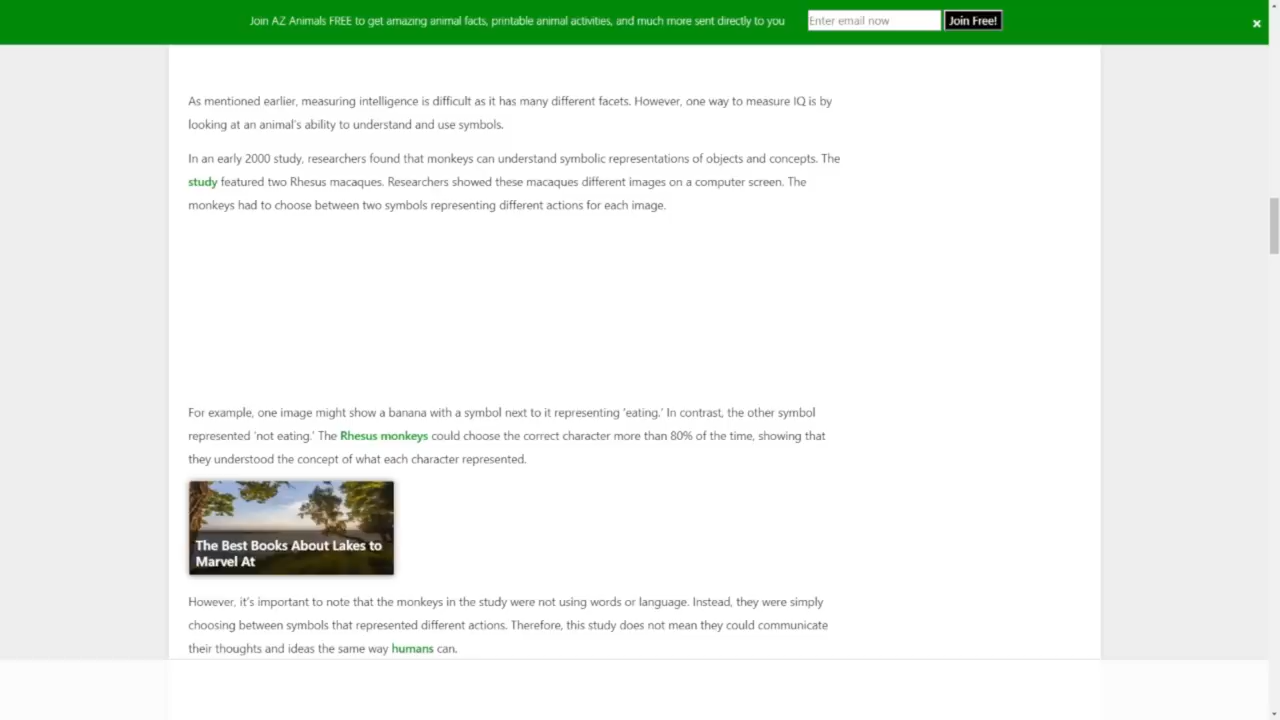 Join AZ Animals FREE to get amazing animal facts, printable animal activities, and much more sent directly to you
Enter email now
Join Free!
×
As mentioned earlier, measuring intelligence is difficult as it has many different facets. However, one way to measure IQ is by
looking at an animal's ability to understand and use symbols.
In an early 2000 study, researchers found that monkeys can understand symbolic representations of objects and concepts. The
study featured two Rhesus macaques. Researchers showed these macaques different images on a computer screen. The
monkeys had to choose between two symbols representing different actions for each image.
For example, one image might show a banana with a symbol next to it representing ‘eating.’ In contrast, the other symbol
represented ‘not eating.’ The Rhesus monkeys could choose the correct character more than 80% of the time, showing that
they understood the concept of what each character represented.
The Best Books About Lakes to
Marvel At
However, it’s important to note that the monkeys in the study were not using words or language. Instead, they were simply
choosing between symbols that represented different actions. Therefore, this study does not mean they could communicate
their thoughts and ideas the same way humans can.